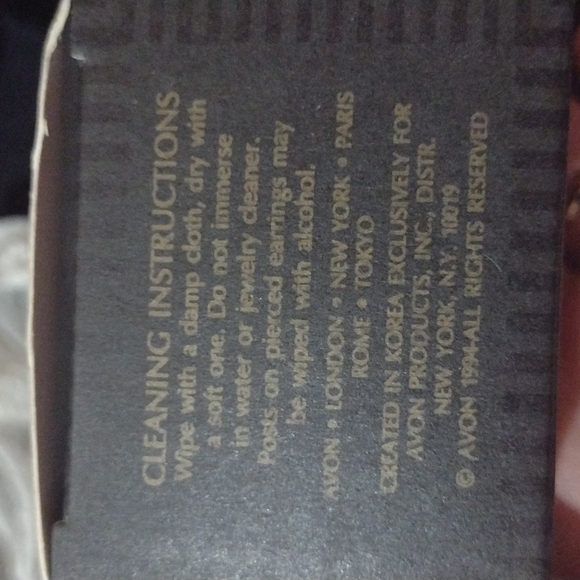 CLEANING INSTRUCTIONS
Wipe with a damp cloth, dry with
a soft one. Do not immerse
in water or jewelry cleaner.
Posts on pierced earrings may
be wiped with alcohol.
AVON • LONDON • NEW YORK • PARIS
ROME • TOKYO
CREATED IN KOREA EXCLUSIVELY FOR
AVON PRODUCTS, INC., DISTR.
NEW YORK, N.Y. 10019
© AVON 1994-ALL RIGHTS RESERVED